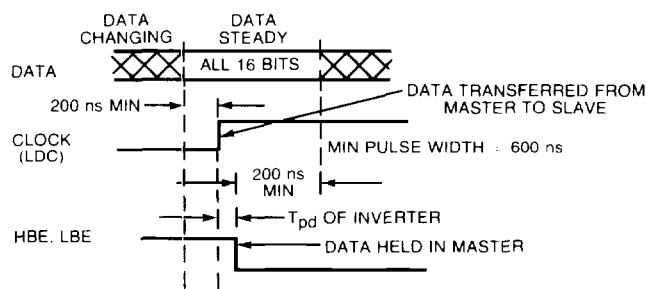 DATA CHANGING
DATA STEADY
DATA
ALL 16 BITS
200 ns MIN
DATA TRANSFERRED FROM
MASTER TO SLAVE
CLOCK
(LDC)
MIN PULSE WIDTH = 600 ns
200 ns
MIN
Tpd OF INVERTER
HBE, LBE
DATA HELD IN MASTER